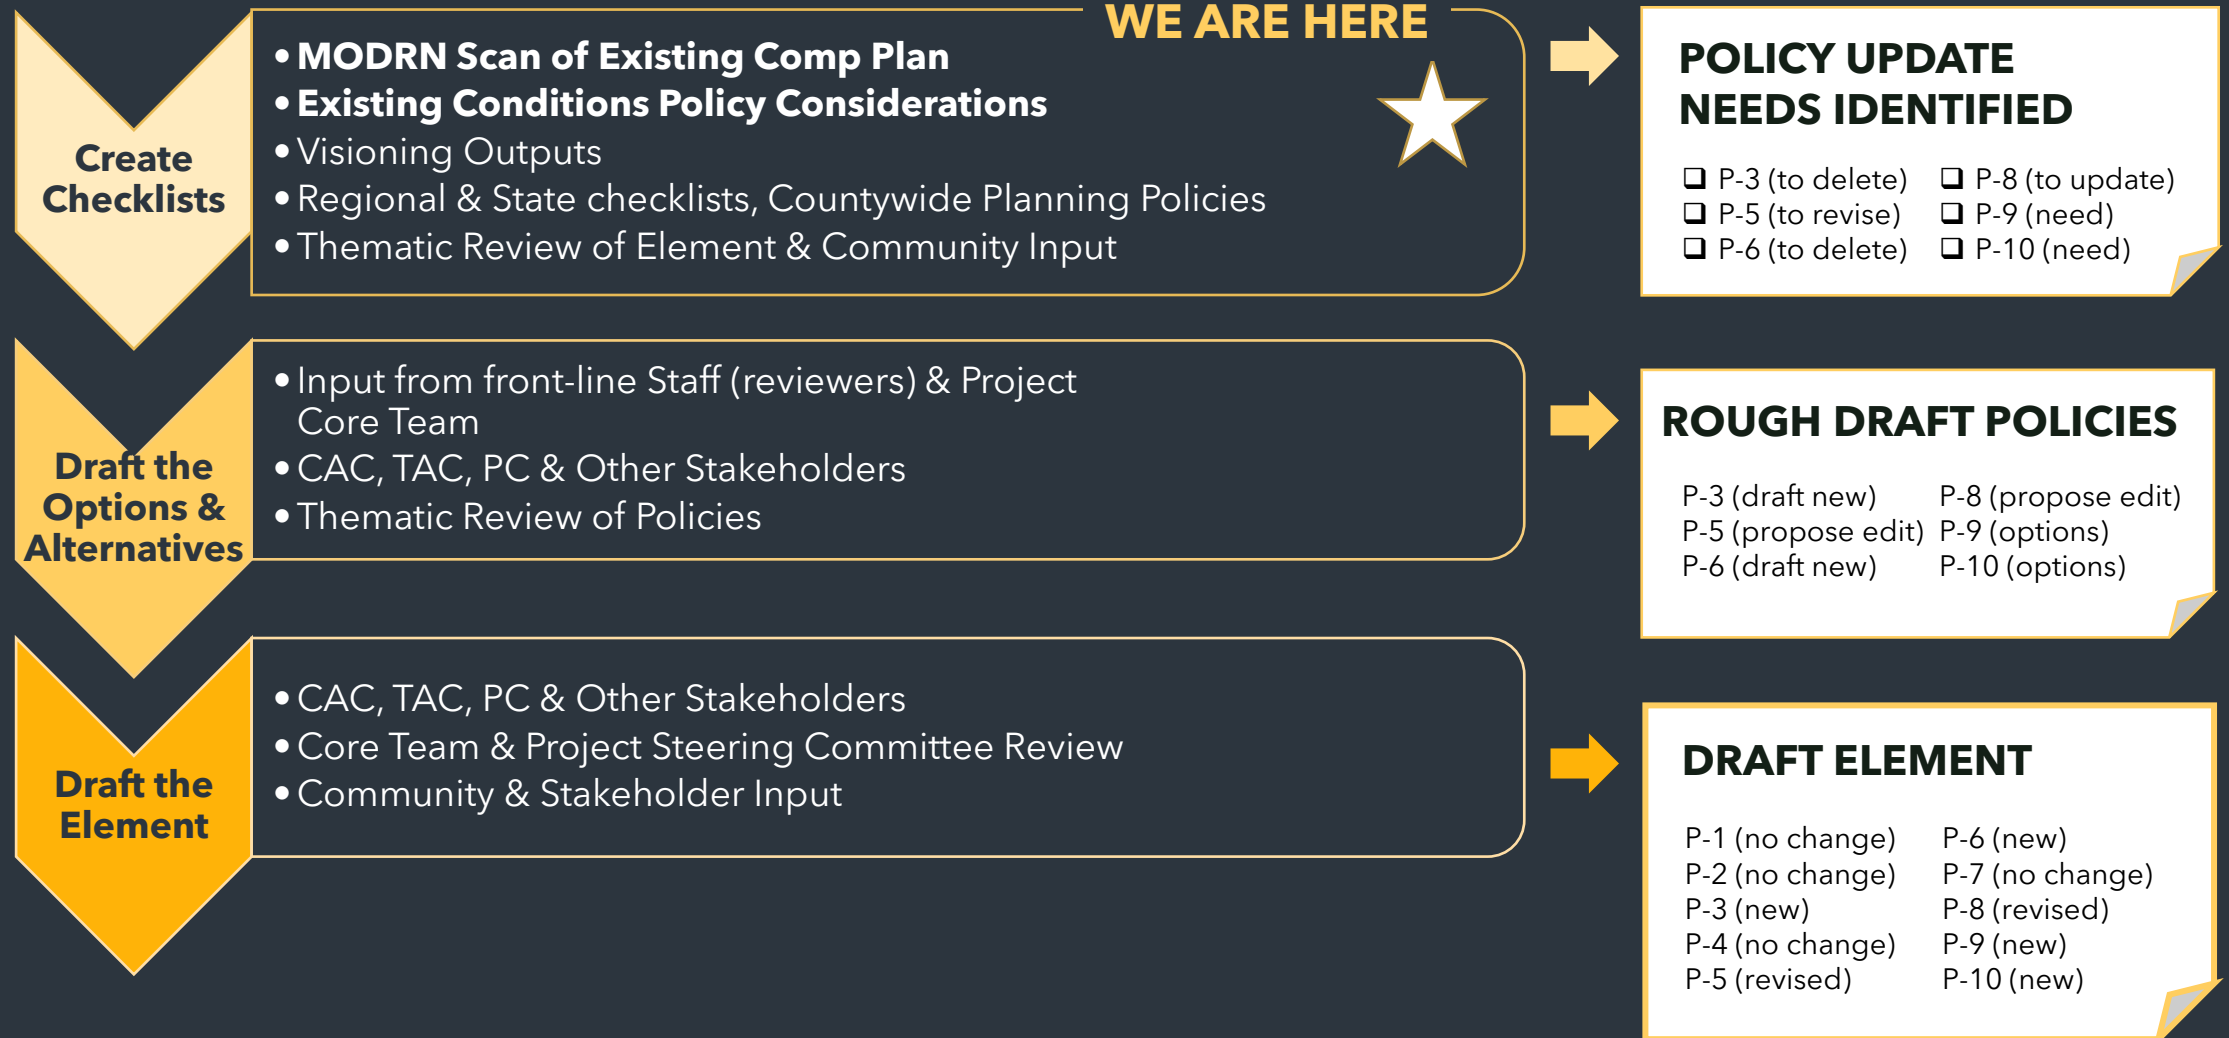 WE ARE HERE
Create
Checklists
•MODRN Scan of Existing Comp Plan
•Existing Conditions Policy Considerations
•Visioning Outputs
•Regional & State checklists, Countywide Planning Policies
•Thematic Review of Element & Community Input
POLICY UPDATE
NEEDS IDENTIFIED
❑ P-3 (to delete) ❑ P-8 (to update)
❑ P-5 (to revise) ❑ P-9 (need)
❑ P-6 (to delete) ❑ P-10 (need)
Draft the
Options &
Alternatives
•Input from front-line Staff (reviewers) & Project
Core Team
•CAC, TAC, PC & Other Stakeholders
•Thematic Review of Policies
ROUGH DRAFT POLICIES
P-3 (draft new) P-8 (propose edit)
P-5 (propose edit) P-9 (options)
P-6 (draft new) P-10 (options)
Draft the
Element
•CAC, TAC, PC & Other Stakeholders
•Core Team & Project Steering Committee Review
•Community & Stakeholder Input
DRAFT ELEMENT
P-1 (no change) P-6 (new)
P-2 (no change) P-7 (no change)
P-3 (new) P-8 (revised)
P-4 (no change) P-9 (new)
P-5 (revised) P-10 (new)